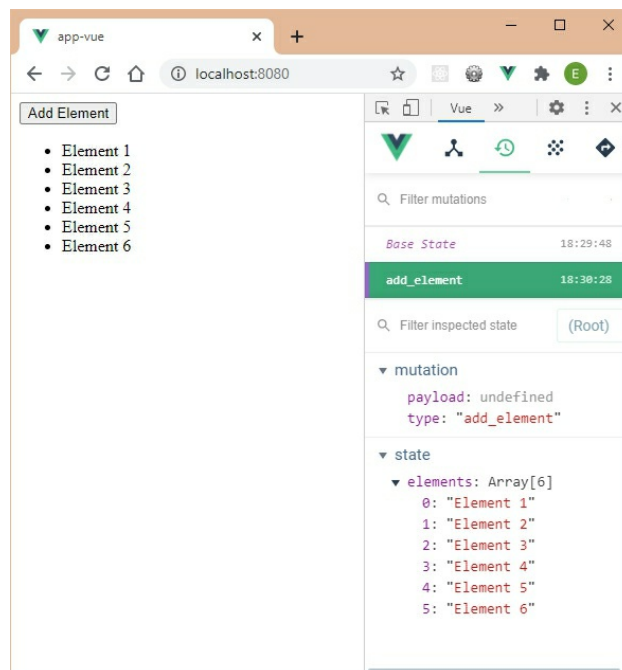 app-vue
localhost:8080
E
Add Element
Element 1
Element 2
Element 3
Element 4
Element 5
Element 6
Vue
Filter mutations
Base State 18:29:48
add_element 18:30:28
Filter inspected state (Root)
mutation
payload: undefined
type: "add_element"
state
elements: Array[6]
0: "Element 1"
1: "Element 2"
2: "Element 3"
3: "Element 4"
4: "Element 5"
5: "Element 6"